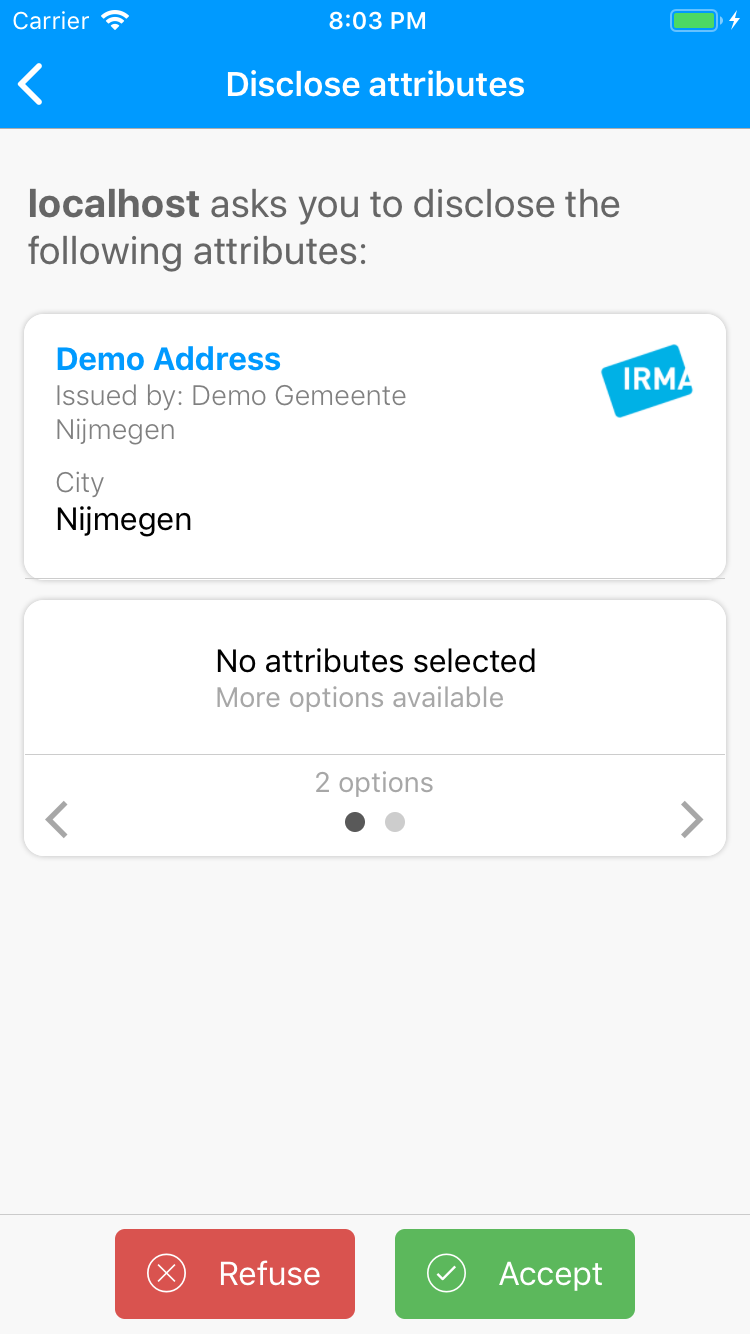 Carrier 8:03 PM
Disclose attributes
localhost asks you to disclose the
following attributes:
Demo Address
IRMA
Issued by: Demo Gemeente
Nijmegen
City
Nijmegen
No attributes selected
More options available
2 options
Refuse Accept